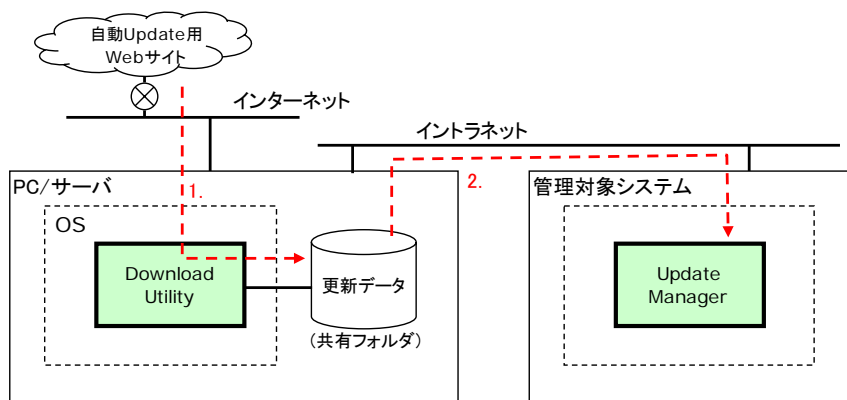 自動Update用
Webサイト
インターネット
イントラネット
PC/サーバ
1.
2.
管理対象システム
OS
Download
Utility
更新データ
(共有フォルダ)
Update
Manager